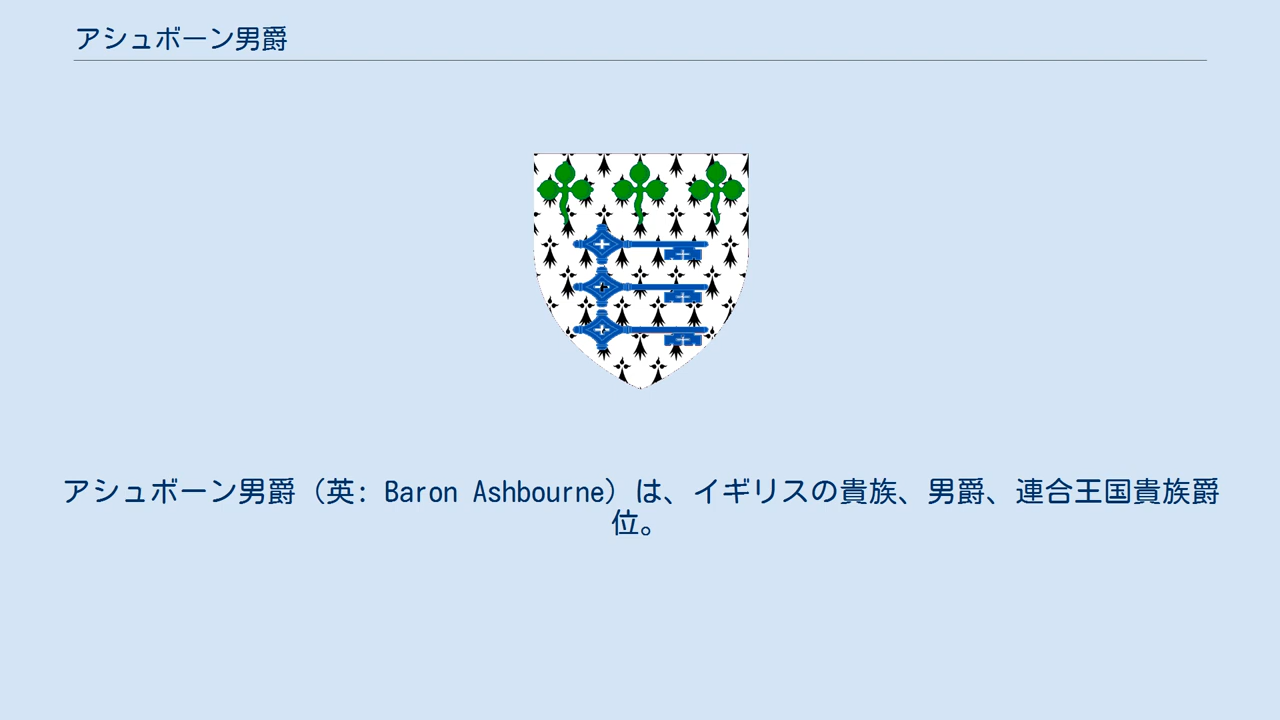 アシュボーン男爵
アシュボーン男爵（英: Baron Ashbourne）は、イギリスの貴族、男爵、連合王国貴族爵
位。